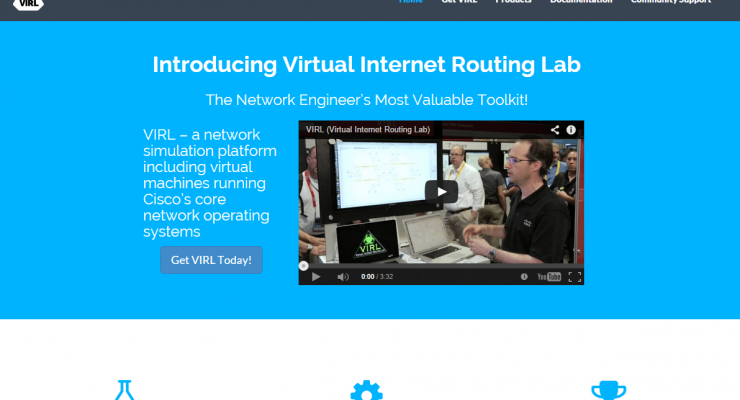 VIRL
Home Get VIRL Products Documentation Community Support
Introducing Virtual Internet Routing Lab
The Network Engineer's Most Valuable Toolkit!
VIRL – a network
simulation platform
including virtual
machines running
Cisco's core
network operating
systems
Get VIRL Today!
VIRL (Virtual Internet Routing Lab)
VIRL
0:00 / 3:32
YouTube